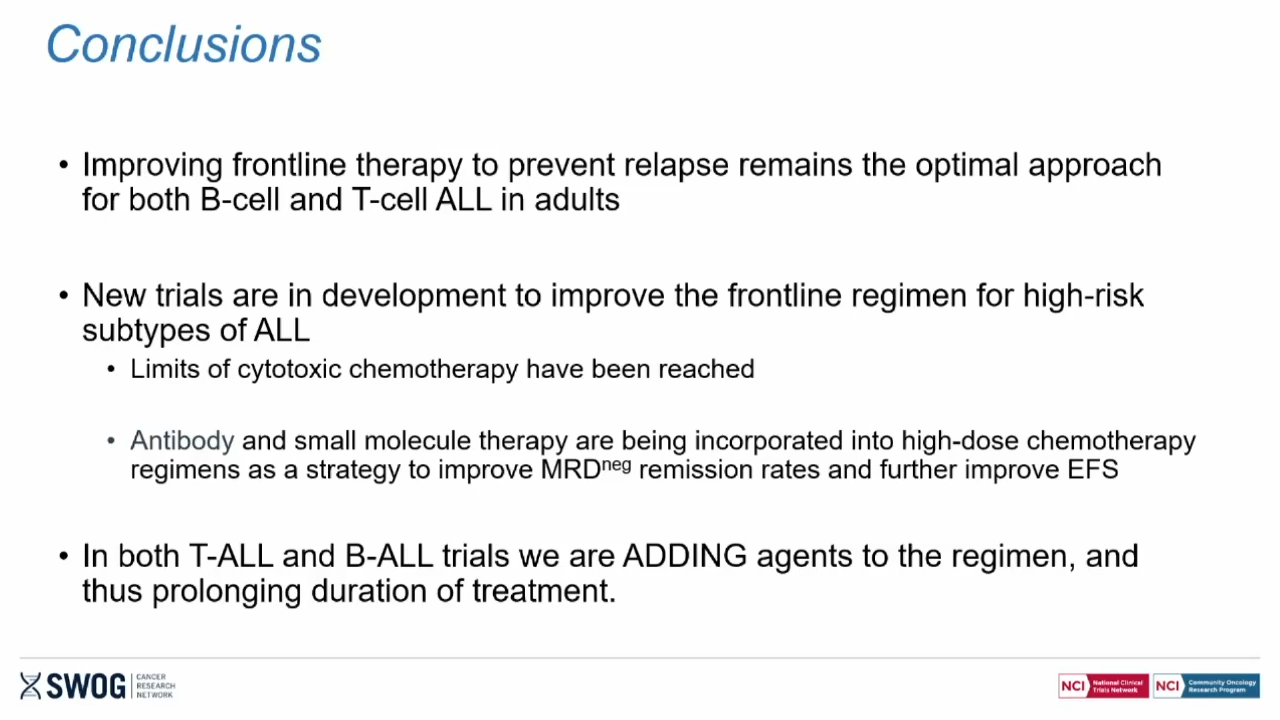 Conclusions
• Improving frontline therapy to prevent relapse remains the optimal approach
for both B-cell and T-cell ALL in adults
• New trials are in development to improve the frontline regimen for high-risk
subtypes of ALL
• Limits of cytotoxic chemotherapy have been reached
• Antibody and small molecule therapy are being incorporated into high-dose chemotherapy
regimens as a strategy to improve MRDneg remission rates and further improve EFS
• In both T-ALL and B-ALL trials we are ADDING agents to the regimen, and
thus prolonging duration of treatment.
SWOG
CANCER
RESEARCH
NETWORK
NCI
National Clinical
Trials Network
NCI
Community Oncology
Research Program